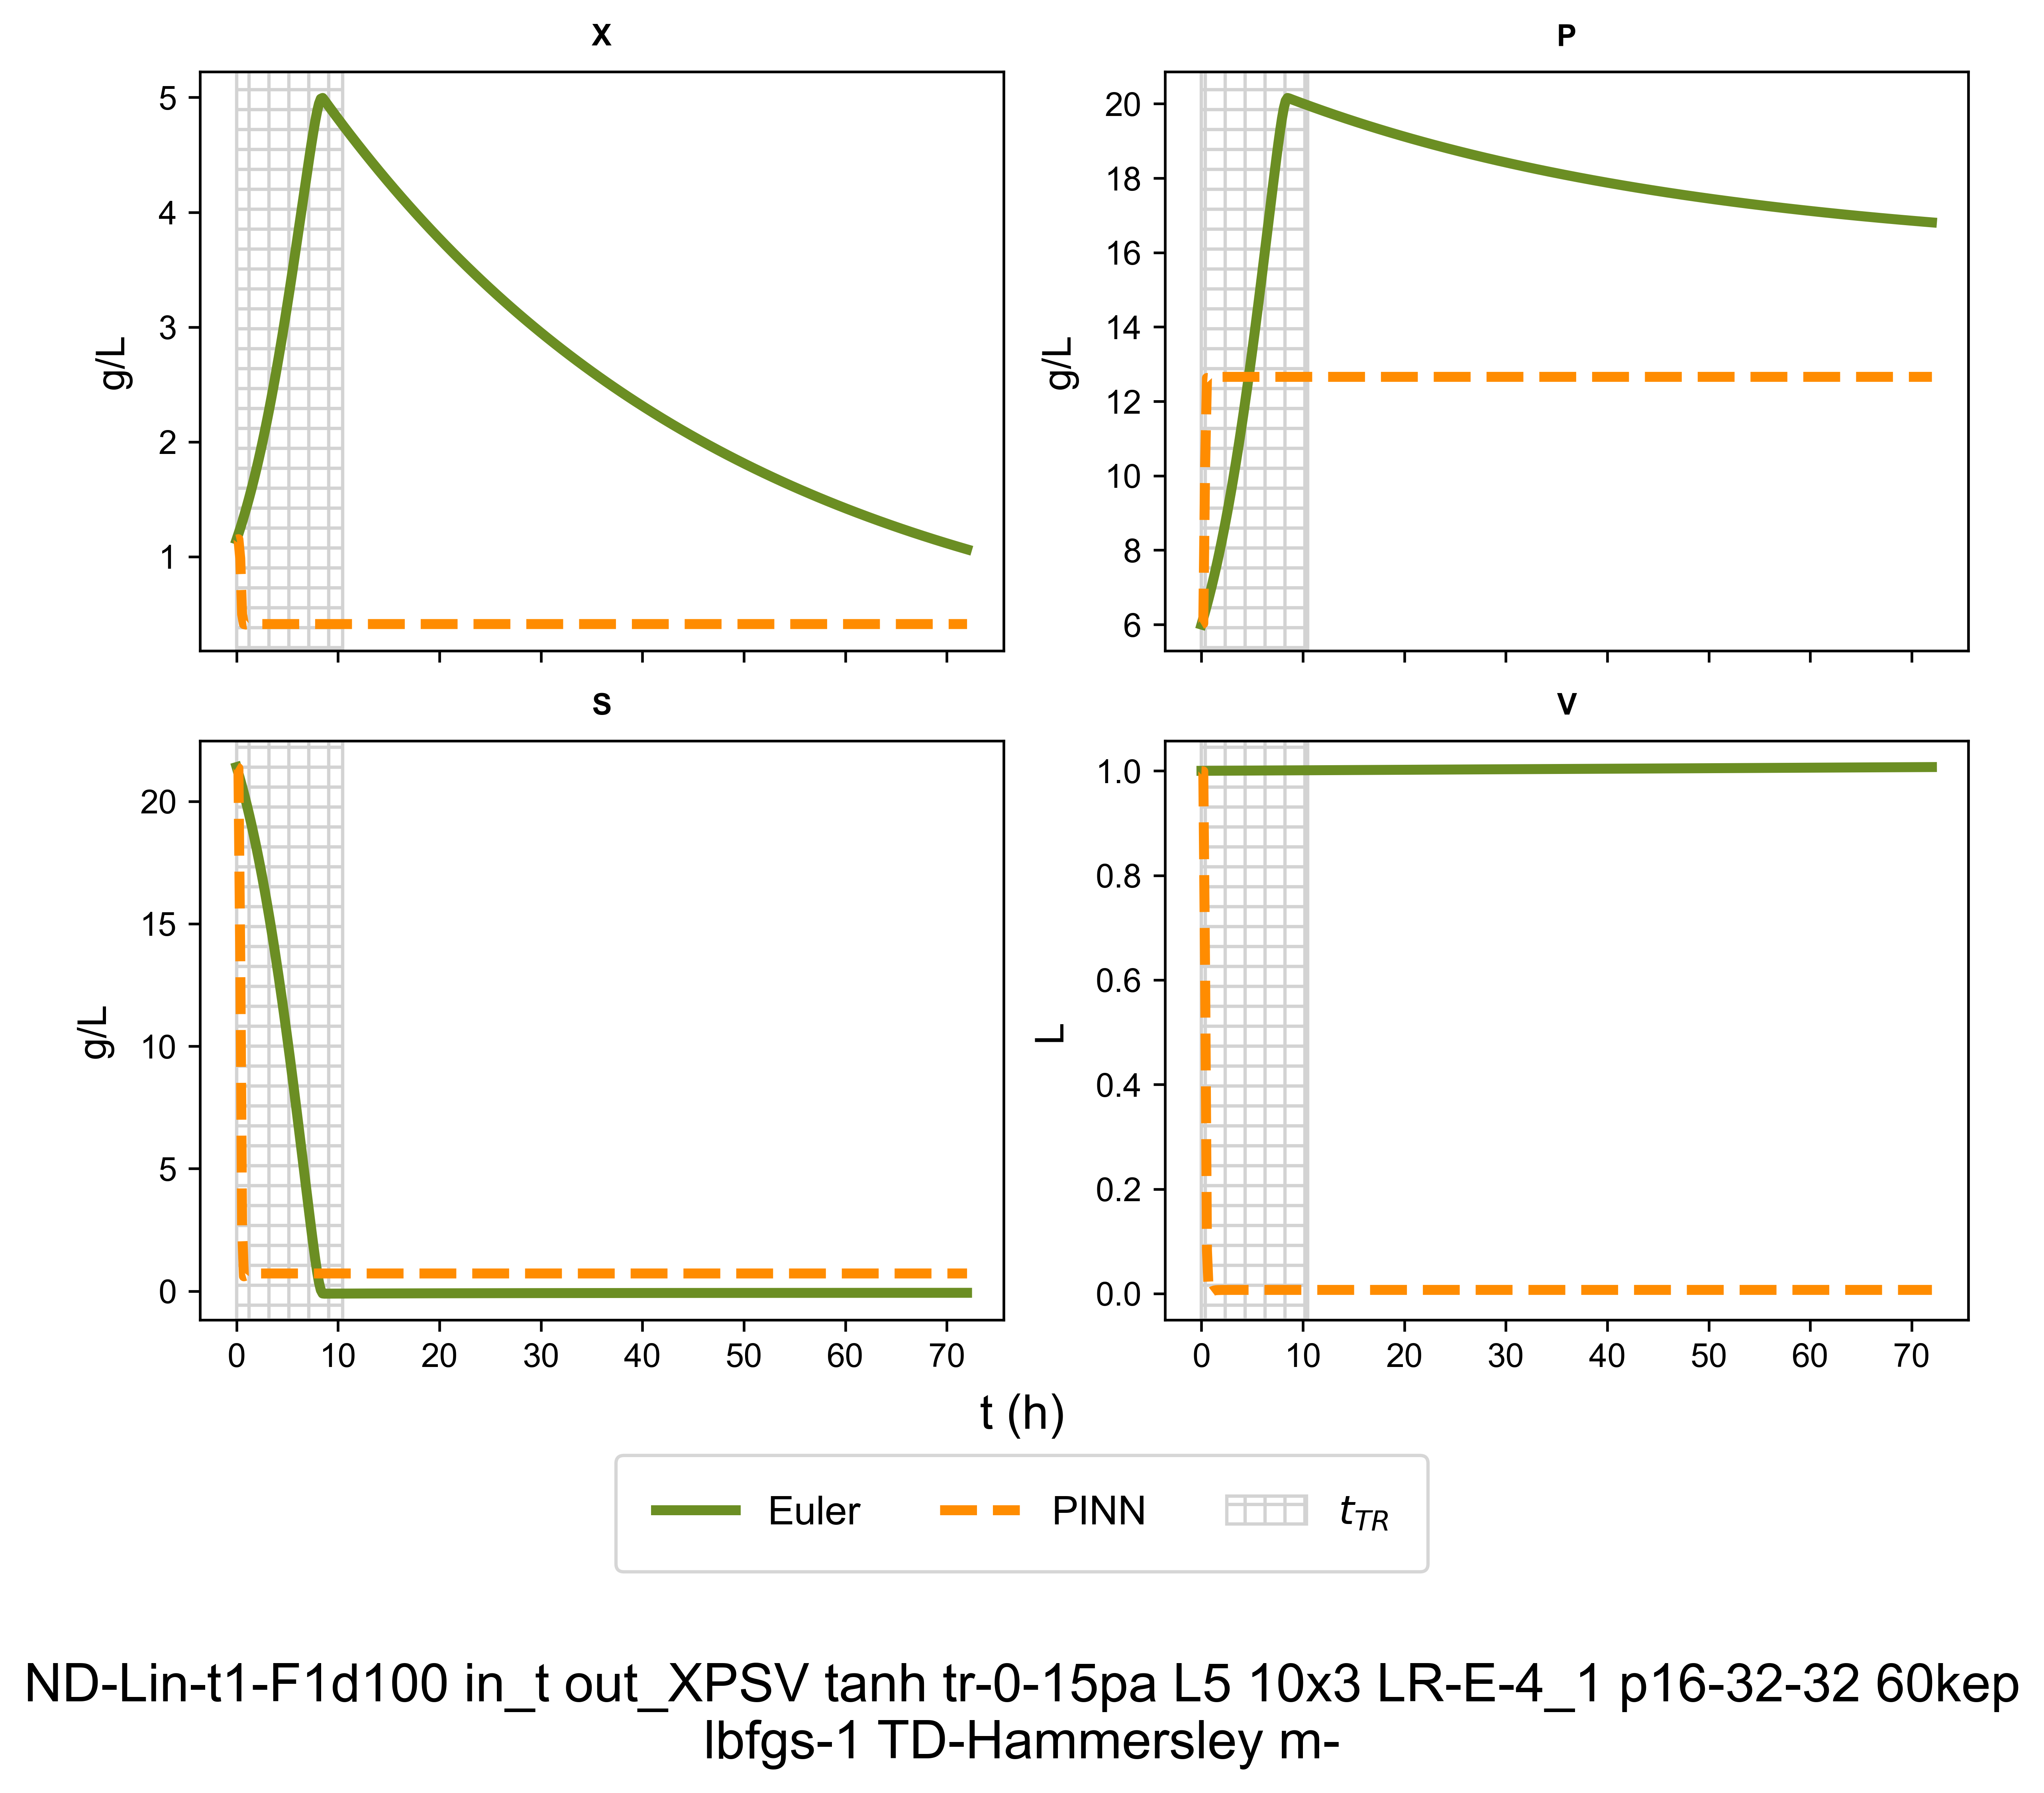 X
P
5
4
3
2
1
g/L
20
18
16
14
12
10
8
6
g/L
S
V
20
15
10
5
0
g/L
1.0
0.8
0.6
0.4
0.2
0.0
L
0 10 20 30 40 50 60 70
0 10 20 30 40 50 60 70
t (h)
Euler PINN t_{TR}
ND-Lin-t1-F1d100 in_t out_XPSV tanh tr-0-15pa L5 10x3 LR-E-4_1 p16-32-32 60kep
lbfgs-1 TD-Hammersley m-